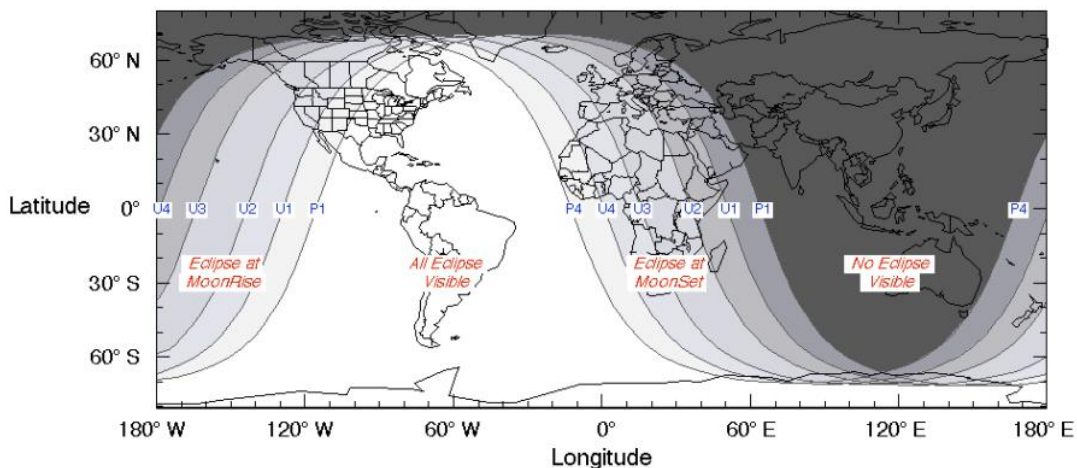 60° N
30° N
Latitude 0°
U4 U3 U2 U1 P1 P4 U4 U3 U2 U1 P1 P4
Eclipse at
MoonRise
All Eclipse
Visible
Eclipse at
MoonSet
No Eclipse
Visible
30° S
60° S
180° W 120° W 60° W 0° 60° E 120° E 180° E
Longitude